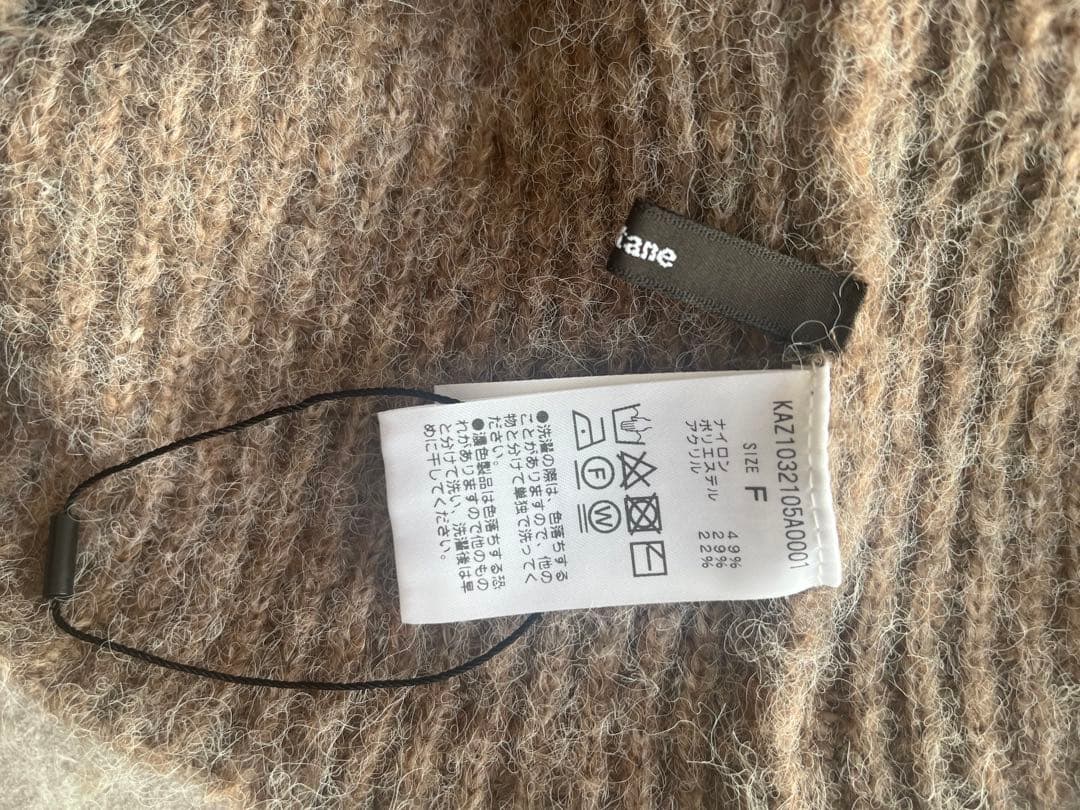 tane
KAZ1032105A0001
SIZE F
ナイロン 49%
ポリエステル 29%
アクリル 22%
F W
●洗濯の際は、色落ちする
ことがありますので、他の
物と分けて単独で洗ってく
ださい。
●濃色製品は色落ちする恐
れがありますので他のもの
と分けて洗い、洗濯後は早
めに干してください。